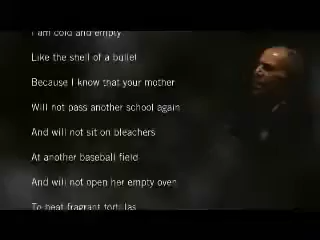 I am cold and empty
Like the shell of a bullet
Because I know that your mother
Will not pass another school again
And will not sit on bleachers
At another baseball field
And will not open her empty oven
To heat fragrant tortillas